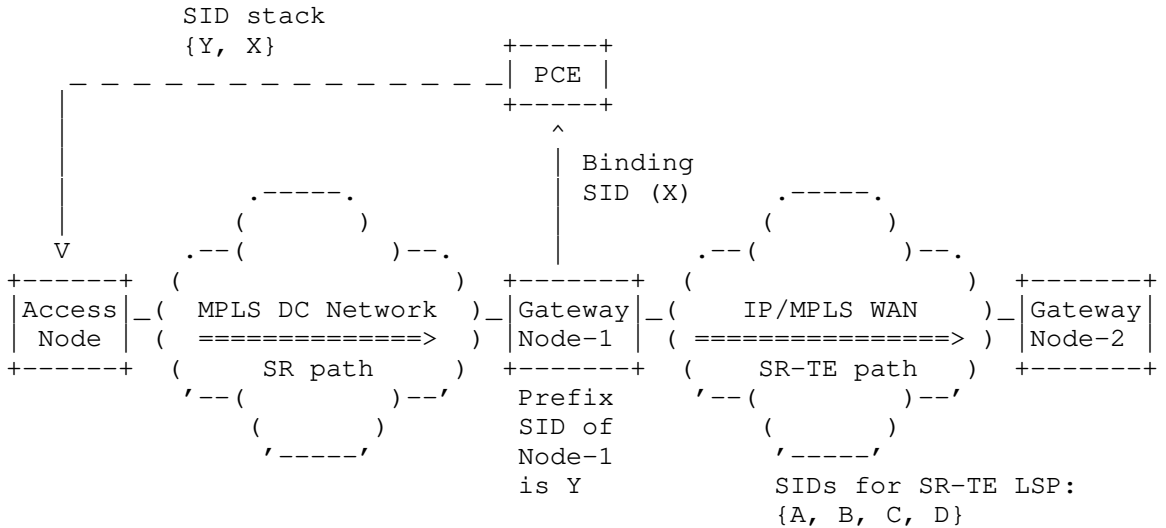 SID stack
{Y, X}
PCE
Binding
SID (X)
Access
Node
MPLS DC Network
SR path
Gateway
Node-1
IP/MPLS WAN
SR-TE path
Gateway
Node-2
Prefix
SID of
Node-1
is Y
SIDs for SR-TE LSP:
{A, B, C, D}